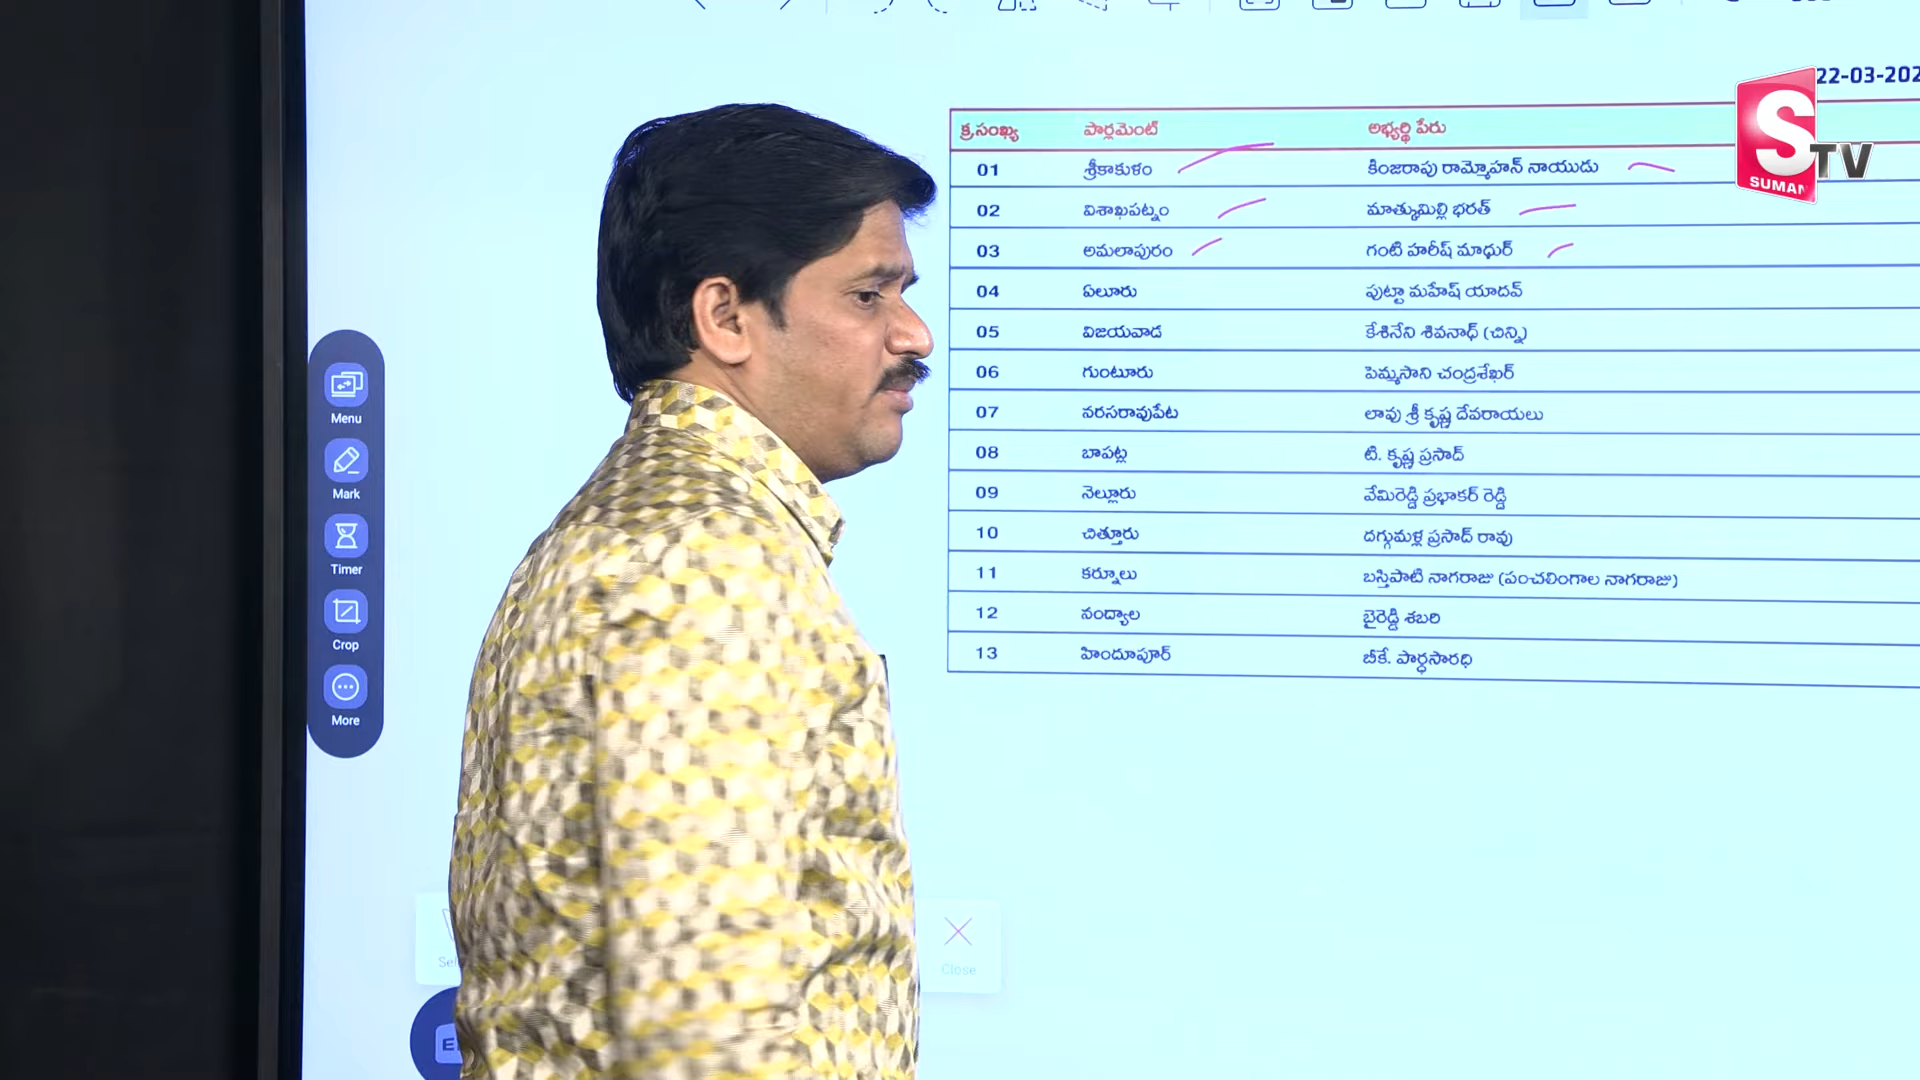 22-03-202
S TV
SUMAN
క్ర.సంఖ్య పార్లమెంట్ అభ్యర్థి పేరు
01 శ్రీకాకుళం కింజరాపు రామ్మోహన్ నాయుడు
02 విశాఖపట్నం మాత్కుమిల్లి భరత్
03 అమలాపురం గంటి హరీష్ మాధుర్
04 ఏలూరు పుట్టా మహేష్ యాదవ్
05 విజయవాడ కేశినేని శివనాధ్ (చిన్ని)
06 గుంటూరు పెమ్మసాని చంద్రశేఖర్
07 నరసరావుపేట లావు శ్రీ కృష్ణ దేవరాయలు
08 బాపట్ల టి. కృష్ణ ప్రసాద్
09 నెల్లూరు వేమిరెడ్డి ప్రభాకర్ రెడ్డి
10 చిత్తూరు దగ్గుమళ్ల ప్రసాద్ రావు
11 కర్నూలు బస్తిపాటి నాగరాజు (పంచలింగాల నాగరాజు)
12 నంద్యాల బైరెడ్డి శబరి
13 హిందూపూర్ బీకే. పార్ధసారధి
Menu
Mark
Timer
Crop
More
Close